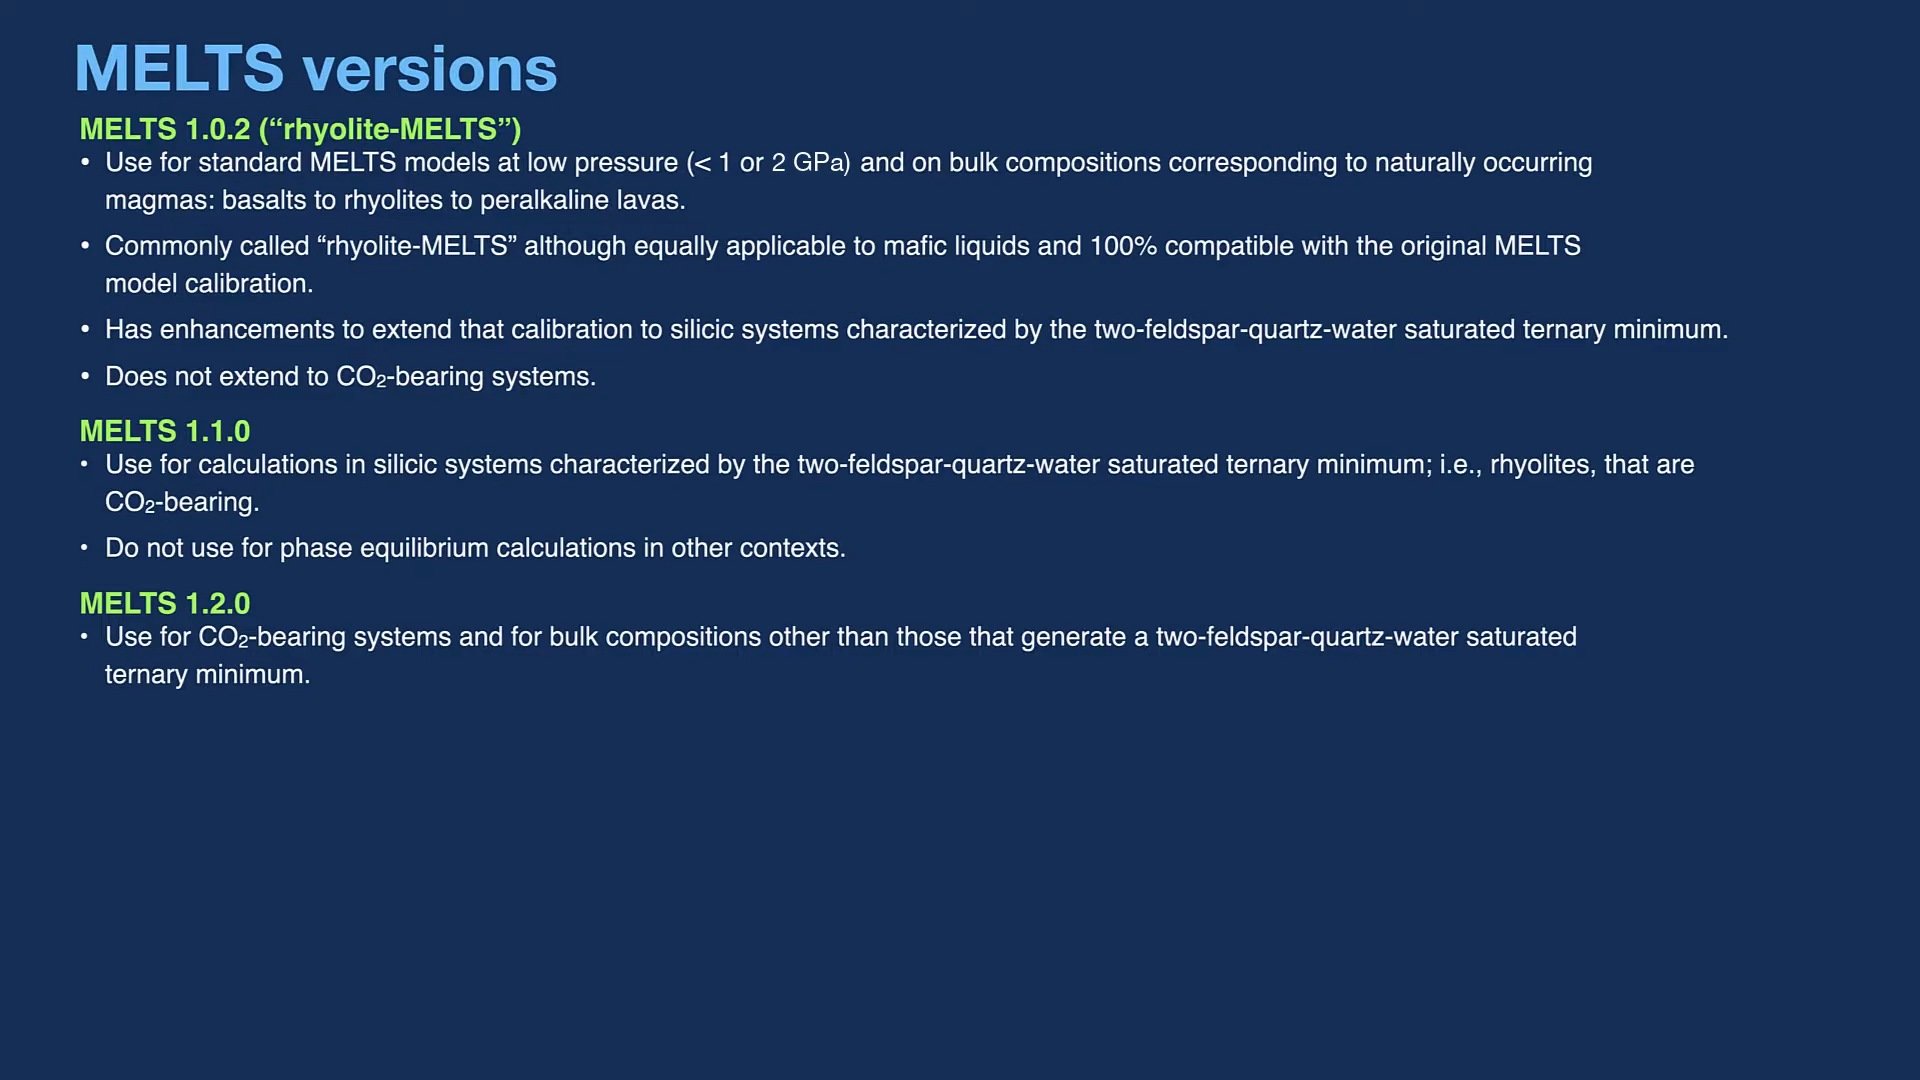 MELTS versions
MELTS 1.0.2 (“rhyolite-MELTS”)
• Use for standard MELTS models at low pressure (< 1 or 2 GPa) and on bulk compositions corresponding to naturally occurring
magmas: basalts to rhyolites to peralkaline lavas.
• Commonly called “rhyolite-MELTS” although equally applicable to mafic liquids and 100% compatible with the original MELTS
model calibration.
• Has enhancements to extend that calibration to silicic systems characterized by the two-feldspar-quartz-water saturated ternary minimum.
• Does not extend to CO₂-bearing systems.
MELTS 1.1.0
• Use for calculations in silicic systems characterized by the two-feldspar-quartz-water saturated ternary minimum; i.e., rhyolites, that are
CO₂-bearing.
• Do not use for phase equilibrium calculations in other contexts.
MELTS 1.2.0
• Use for CO₂-bearing systems and for bulk compositions other than those that generate a two-feldspar-quartz-water saturated
ternary minimum.